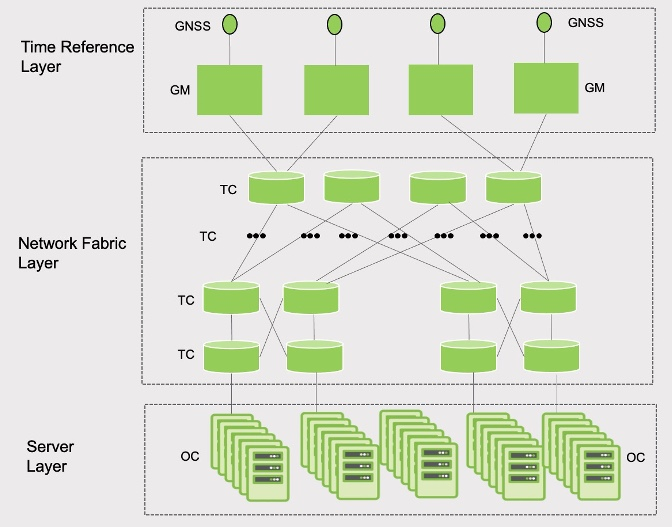 GNSS
GNSS
Time Reference
Layer
GM
GM
TC
TC
Network Fabric
Layer
TC
TC
Server
Layer
OC
OC